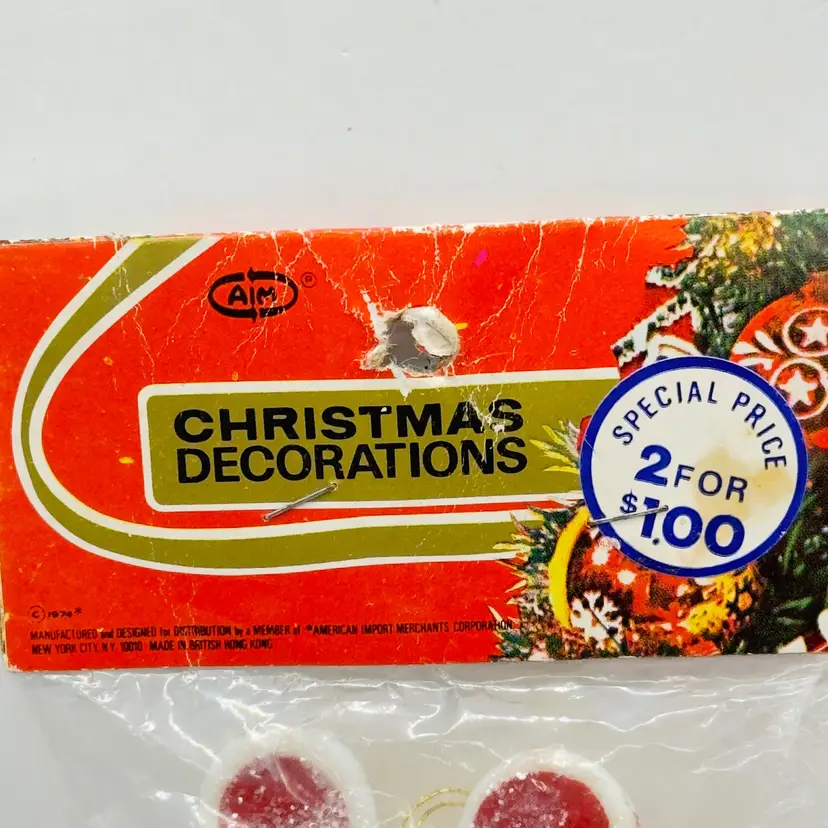 AIM ®
CHRISTMAS
DECORATIONS
SPECIAL PRICE
2 FOR
$1.00
©1974*
MANUFACTURED and DESIGNED for DISTRIBUTION by a MEMBER of *AMERICAN IMPORT MERCHANTS CORPORATION
NEW YORK CITY, N.Y. 10010 MADE IN BRITISH HONG KONG